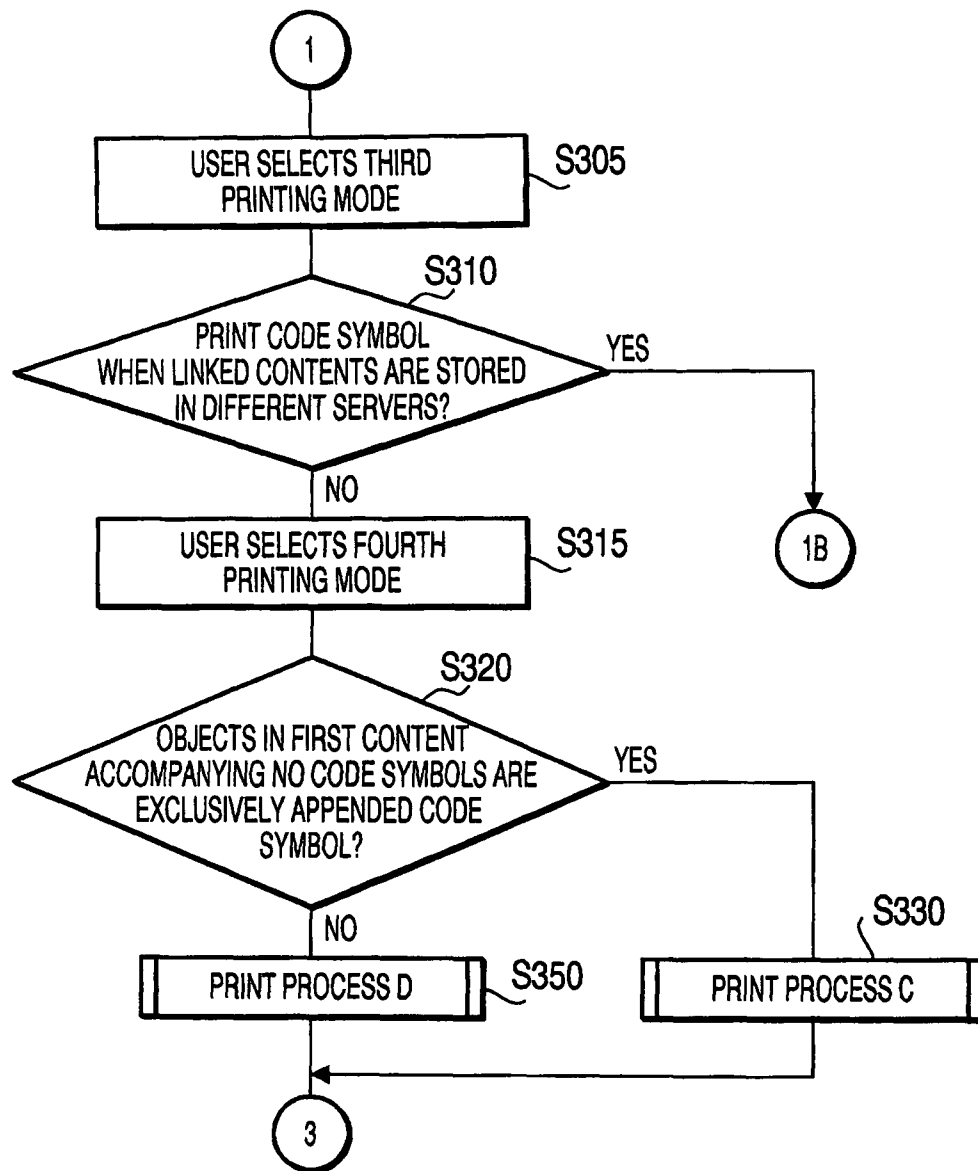 1
USER SELECTS THIRD
PRINTING MODE
S305
S310
PRINT CODE SYMBOL
WHEN LINKED CONTENTS ARE STORED
IN DIFFERENT SERVERS?
YES
NO
1B
USER SELECTS FOURTH
PRINTING MODE
S315
S320
OBJECTS IN FIRST CONTENT
ACCOMPANYING NO CODE SYMBOLS ARE
EXCLUSIVELY APPENDED CODE
SYMBOL?
YES
NO
S330
PRINT PROCESS D
S350
PRINT PROCESS C
3